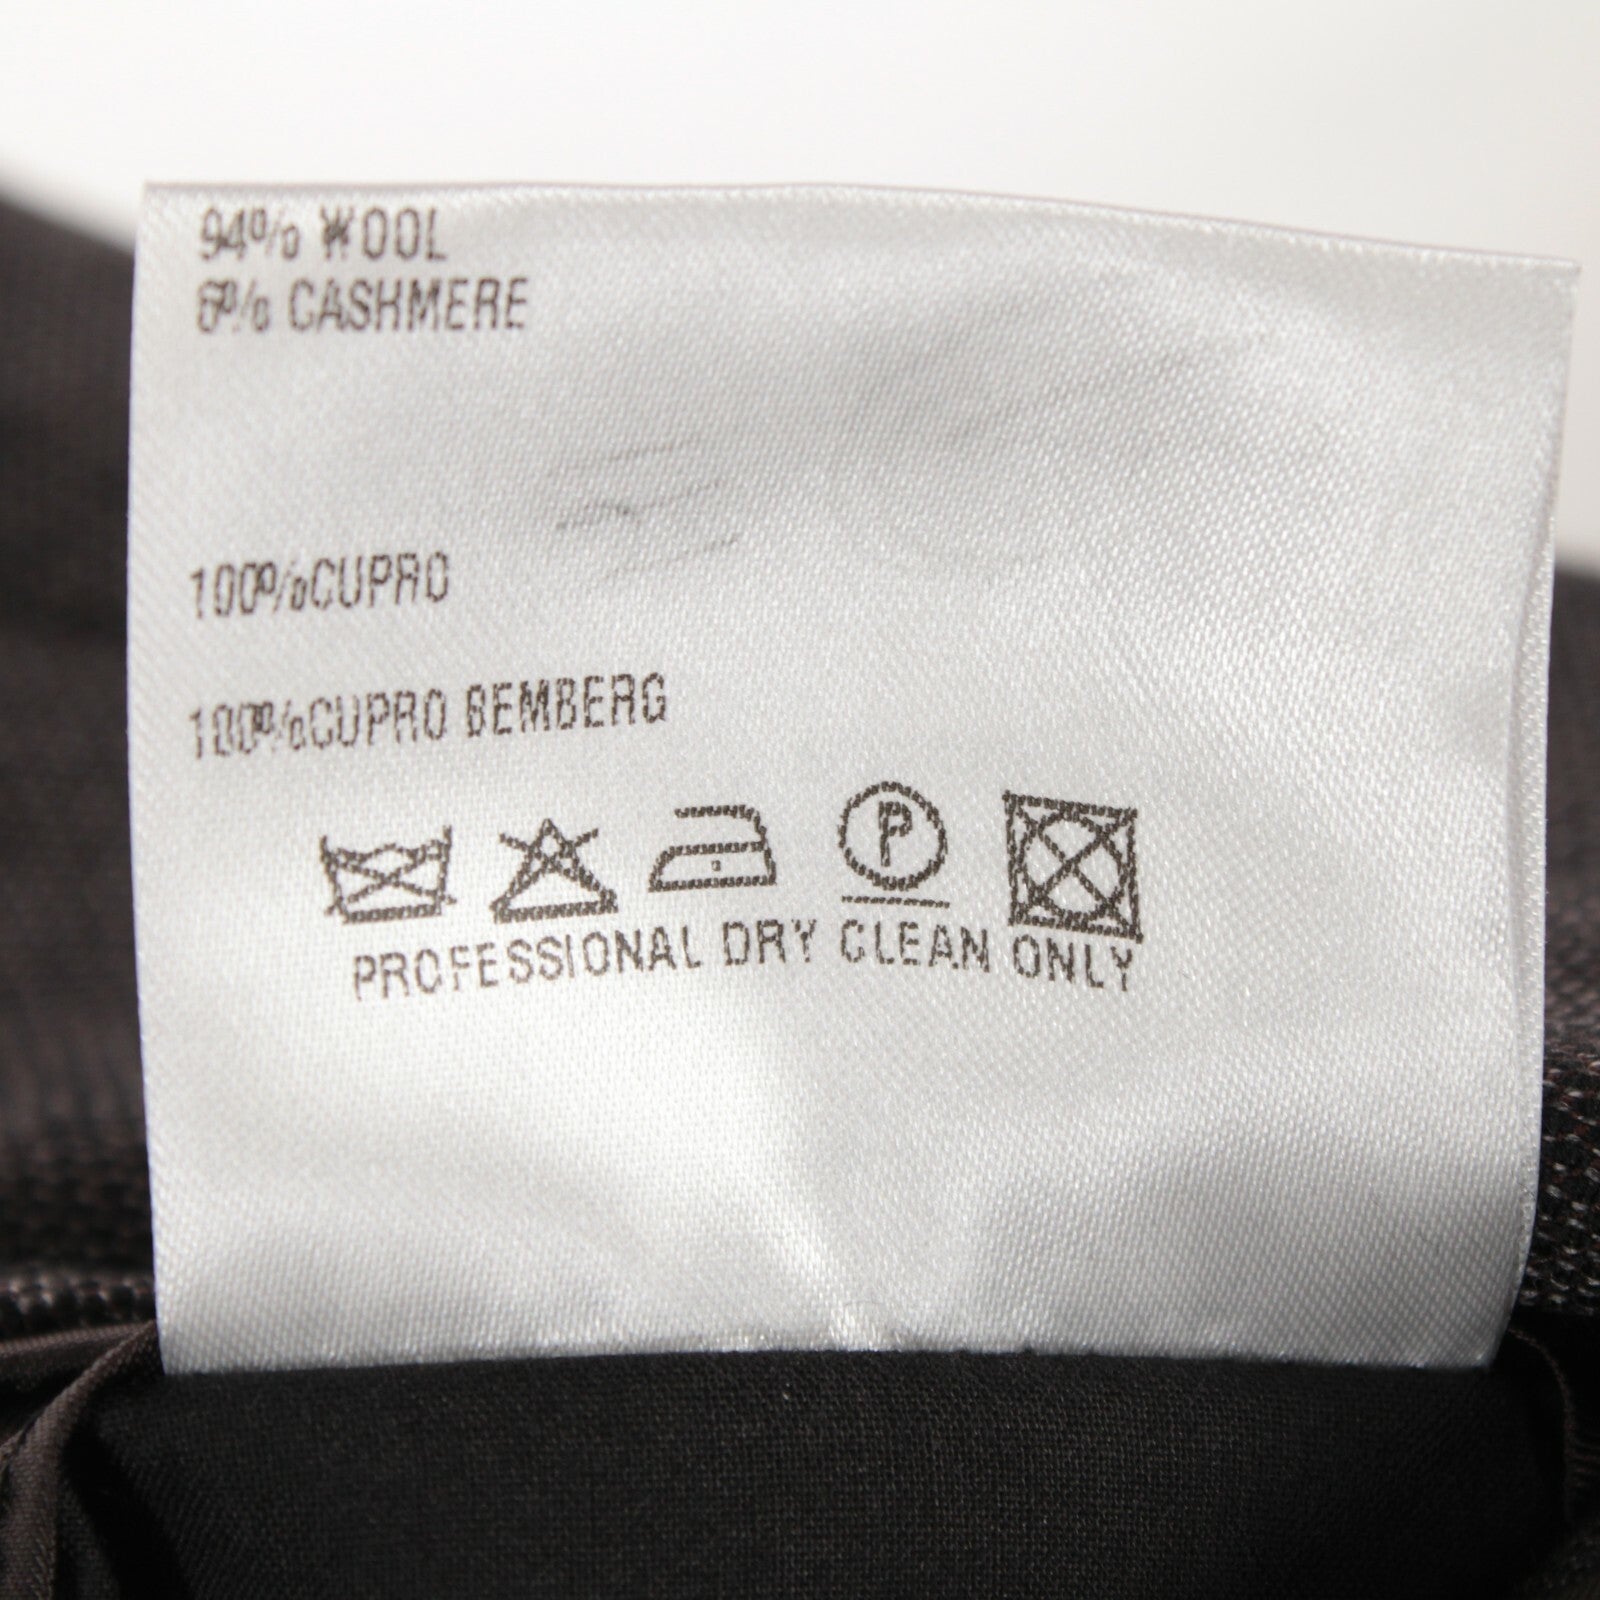 94% WOOL
6% CASHMERE
100%CUPRO
100%CUPRO BEMBERG
P
PROFESSIONAL DRY CLEAN ONLY